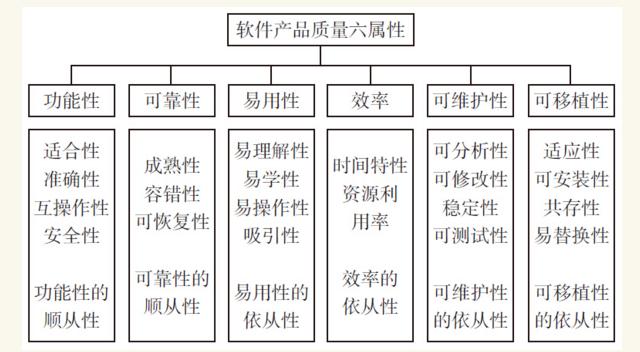 软件产品质量六属性
功能性
可靠性
易用性
效率
可维护性
可移植性
适合性
准确性
互操作性
安全性
功能性的
顺从性
成熟性
容错性
可恢复性
可靠性的
顺从性
易理解性
易学性
易操作性
吸引性
易用性的
依从性
时间特性
资源利
用率
效率的
依从性
可分析性
可修改性
稳定性
可测试性
可维护性
的依从性
适应性
可安装性
共存性
易替换性
可移植性
的依从性